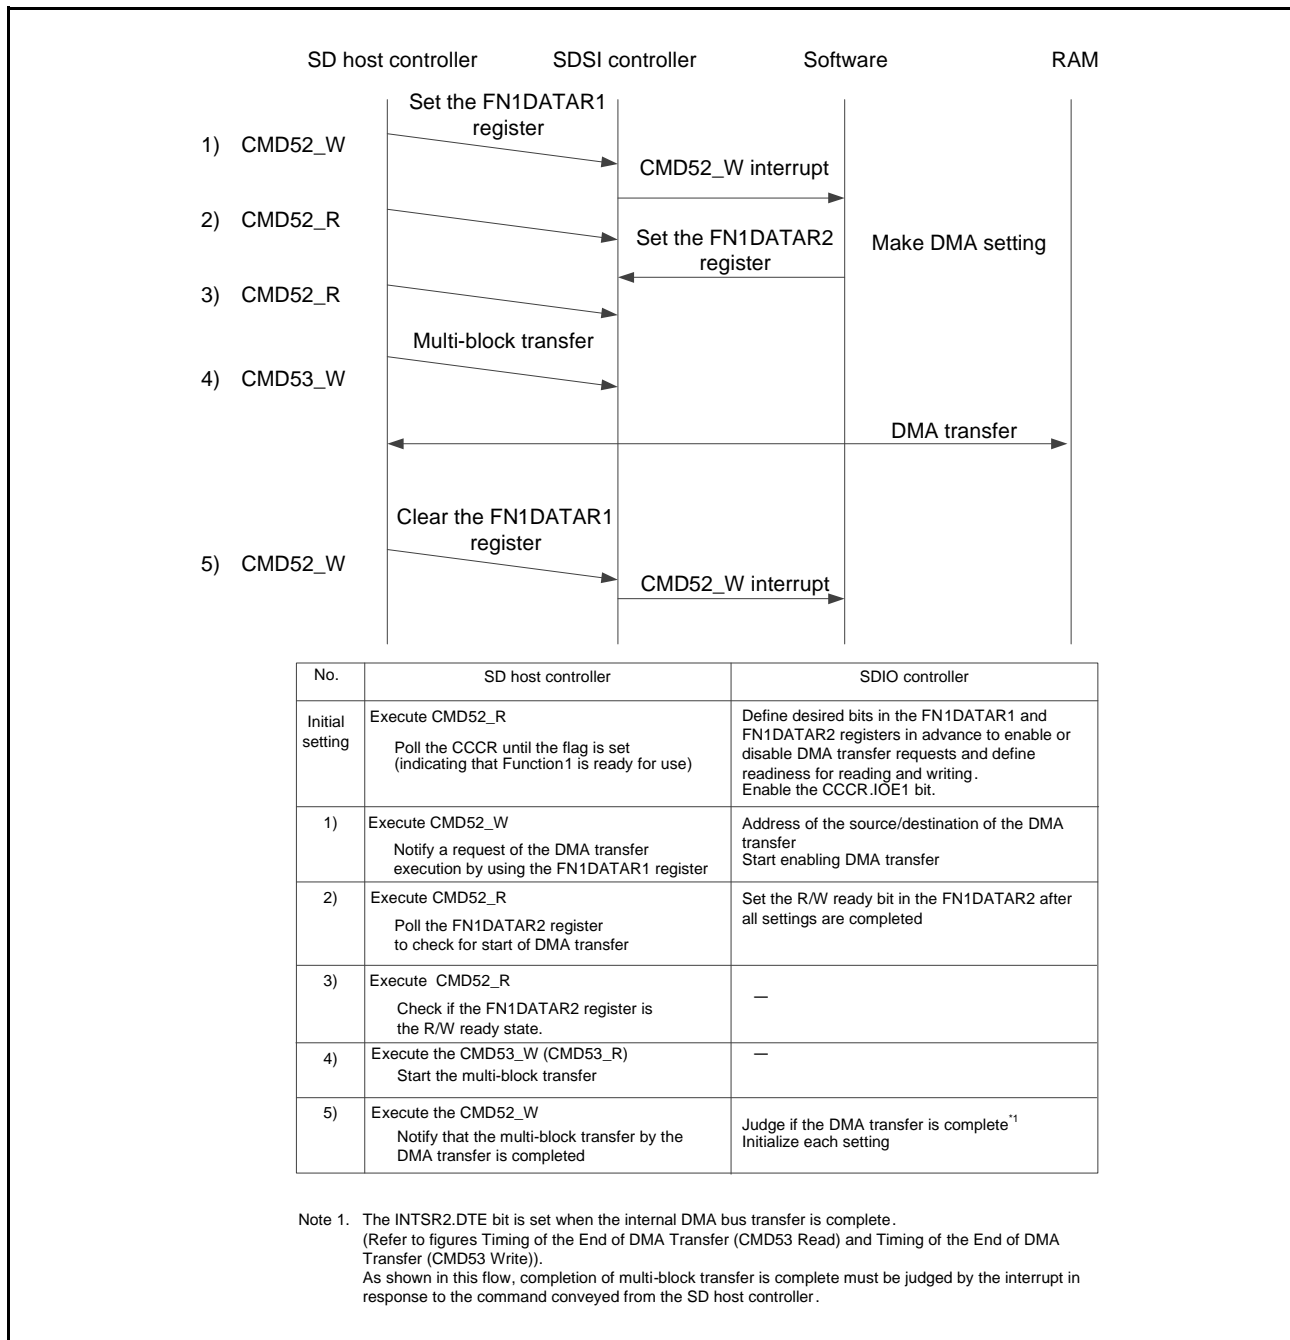 SD host controller SDSI controller Software RAM
Set the FN1DATAR1
register
1) CMD52_W
CMD52_W interrupt
2) CMD52_R
Set the FN1DATAR2
register
Make DMA setting
3) CMD52_R
Multi-block transfer
4) CMD53_W
DMA transfer
Clear the FN1DATAR1
register
5) CMD52_W
CMD52_W interrupt
No. SD host controller SDIO controller
Initial
setting
Execute CMD52_R
Poll the CCCR until the flag is set
(indicating that Function1 is ready for use)
Define desired bits in the FN1DATAR1 and
FN1DATAR2 registers in advance to enable or
disable DMA transfer requests and define
readiness for reading and writing.
Enable the CCCR.IOE1 bit.
1) Execute CMD52_W
Notify a request of the DMA transfer
execution by using the FN1DATAR1 register
Address of the source/destination of the DMA
transfer
Start enabling DMA transfer
2) Execute CMD52_R
Poll the FN1DATAR2 register
to check for start of DMA transfer
Set the R/W ready bit in the FN1DATAR2 after
all settings are completed
3) Execute CMD52_R
Check if the FN1DATAR2 register is
the R/W ready state.
—
4) Execute the CMD53_W (CMD53_R)
Start the multi-block transfer
—
5) Execute the CMD52_W
Notify that the multi-block transfer by the
DMA transfer is completed
Judge if the DMA transfer is complete*1
Initialize each setting
Note 1. The INTSR2.DTE bit is set when the internal DMA bus transfer is complete.
(Refer to figures Timing of the End of DMA Transfer (CMD53 Read) and Timing of the End of DMA
Transfer (CMD53 Write)).
As shown in this flow, completion of multi-block transfer is complete must be judged by the interrupt in
response to the command conveyed from the SD host controller.